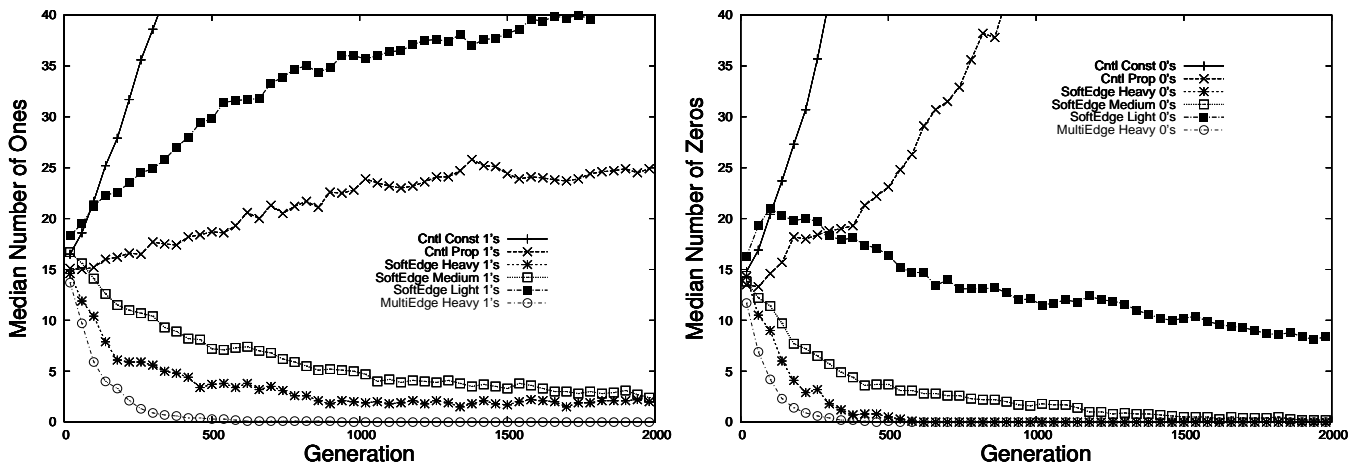 Median Number of Ones
40
35
30
25
20
15
10
5
0
Cntl Const 1's
Cntl Prop 1's
SoftEdge Heavy 1's
SoftEdge Medium 1's
SoftEdge Light 1's
MultiEdge Heavy 1's
0 500 1000 1500 2000
Generation
Median Number of Zeros
40
35
30
25
20
15
10
5
0
Cntl Const 0's
Cntl Prop 0's
SoftEdge Heavy 0's
SoftEdge Medium 0's
SoftEdge Light 0's
MultiEdge Heavy 0's
0 500 1000 1500 2000
Generation